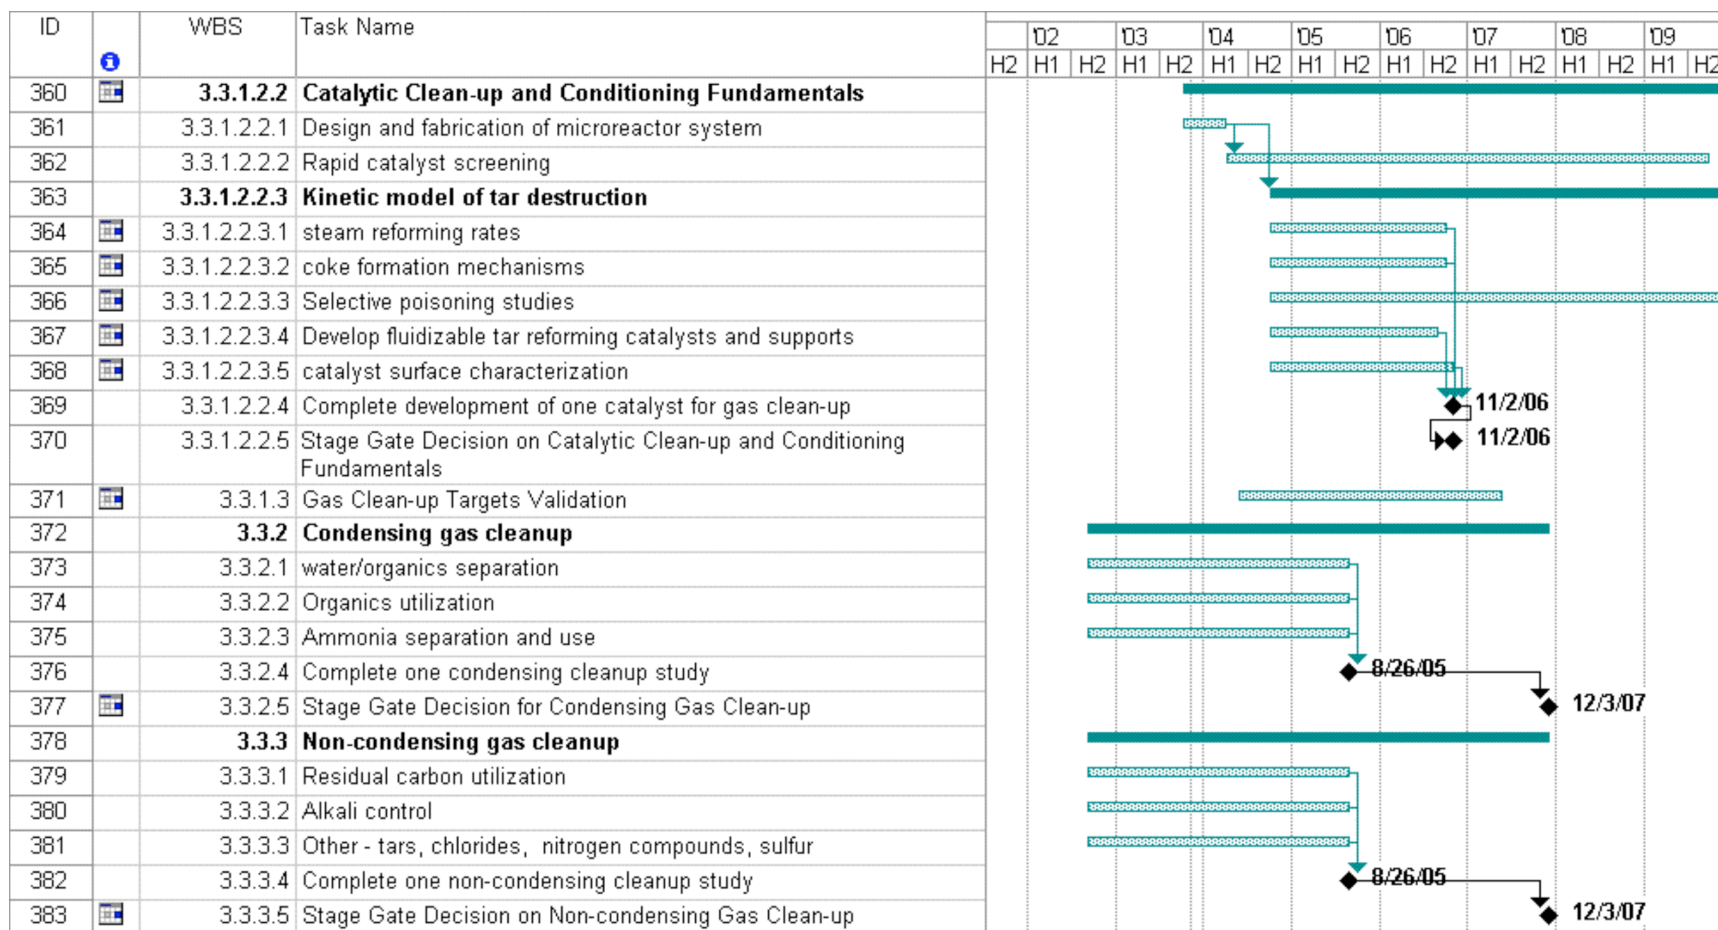 ID WBS Task Name '02 '03 '04 '05 '06 '07 '08 '09
H2 H1 H2 H1 H2 H1 H2 H1 H2 H1 H2 H1 H2 H1 H2 H1 H2
360 3.3.1.2.2 Catalytic Clean-up and Conditioning Fundamentals
361 3.3.1.2.2.1 Design and fabrication of microreactor system
362 3.3.1.2.2.2 Rapid catalyst screening
363 3.3.1.2.2.3 Kinetic model of tar destruction
364 3.3.1.2.2.3.1 steam reforming rates
365 3.3.1.2.2.3.2 coke formation mechanisms
366 3.3.1.2.2.3.3 Selective poisoning studies
367 3.3.1.2.2.3.4 Develop fluidizable tar reforming catalysts and supports
368 3.3.1.2.2.3.5 catalyst surface characterization
369 3.3.1.2.2.4 Complete development of one catalyst for gas clean-up 11/2/06
370 3.3.1.2.2.5 Stage Gate Decision on Catalytic Clean-up and Conditioning 11/2/06
Fundamentals
371 3.3.1.3 Gas Clean-up Targets Validation
372 3.3.2 Condensing gas cleanup
373 3.3.2.1 water/organics separation
374 3.3.2.2 Organics utilization
375 3.3.2.3 Ammonia separation and use
376 3.3.2.4 Complete one condensing cleanup study 8/26/05
377 3.3.2.5 Stage Gate Decision for Condensing Gas Clean-up 12/3/07
378 3.3.3 Non-condensing gas cleanup
379 3.3.3.1 Residual carbon utilization
380 3.3.3.2 Alkali control
381 3.3.3.3 Other - tars, chlorides, nitrogen compounds, sulfur
382 3.3.3.4 Complete one non-condensing cleanup study 8/26/05
383 3.3.3.5 Stage Gate Decision on Non-condensing Gas Clean-up 12/3/07